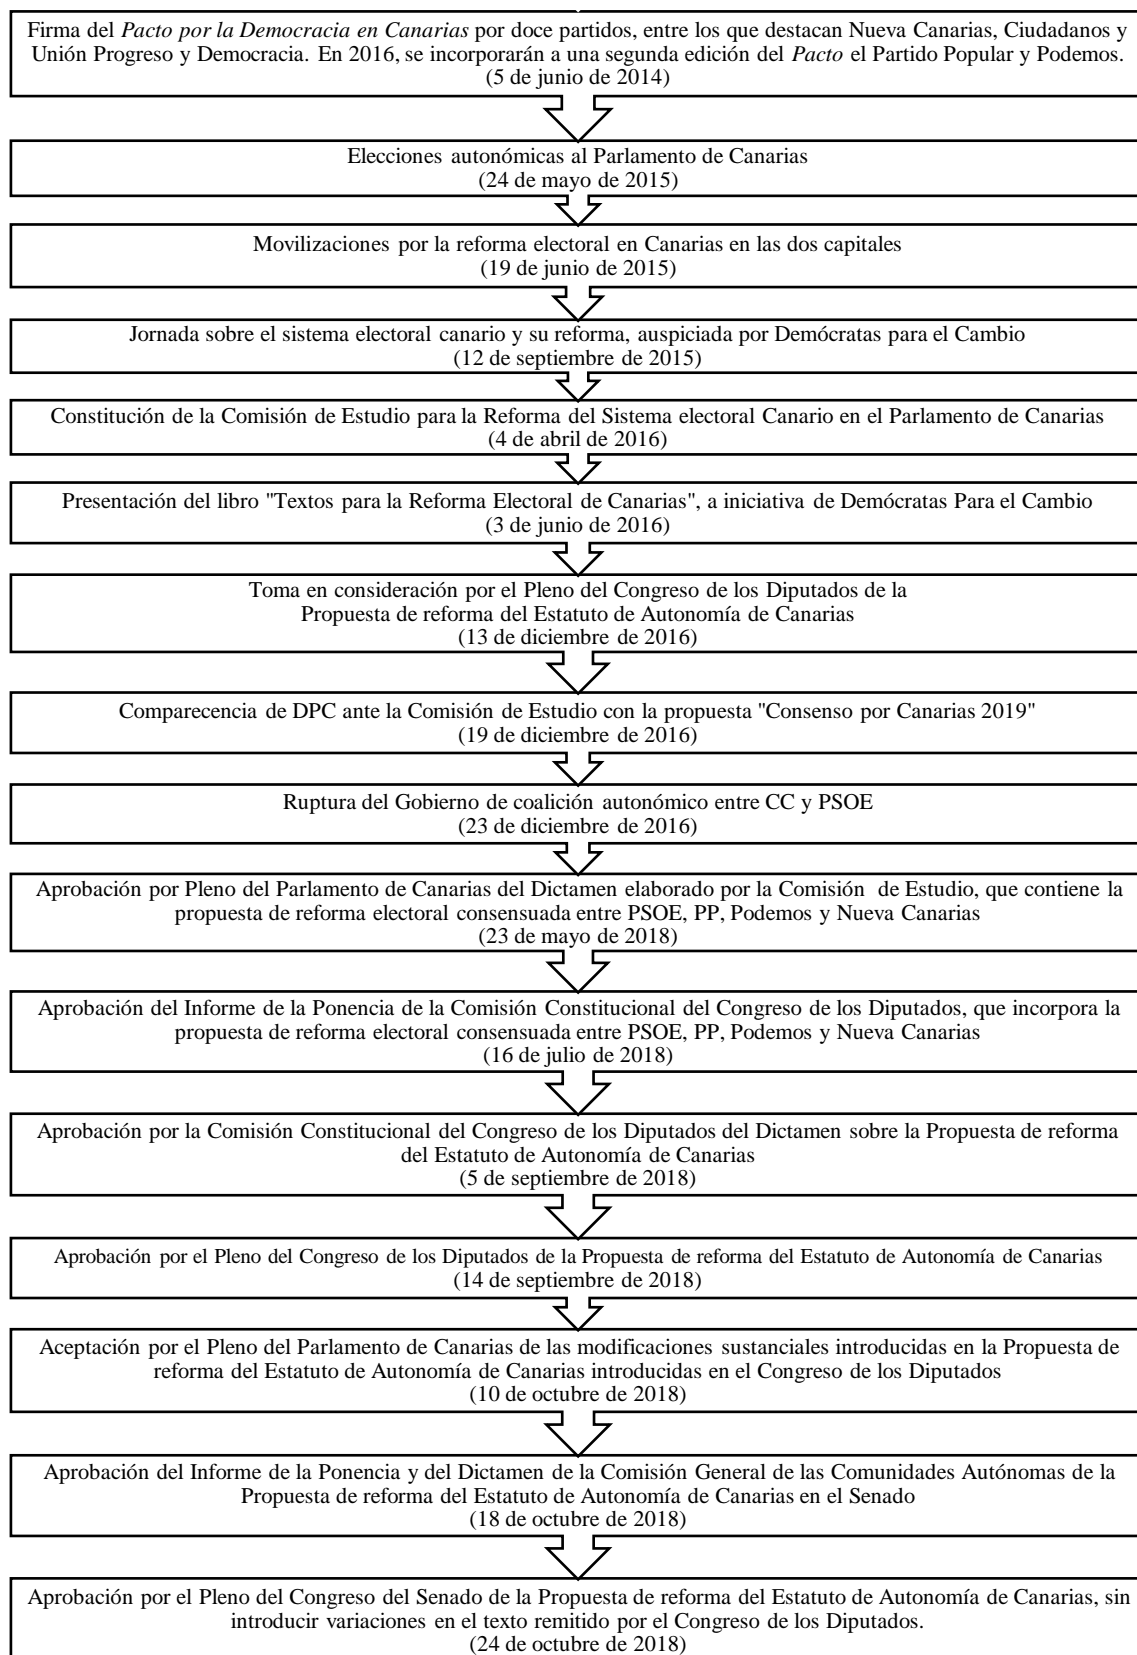 Firma del Pacto por la Democracia en Canarias por doce partidos, entre los que destacan Nueva Canarias, Ciudadanos y
Unión Progreso y Democracia. En 2016, se incorporarán a una segunda edición del Pacto el Partido Popular y Podemos.
(5 de junio de 2014)
Elecciones autonómicas al Parlamento de Canarias
(24 de mayo de 2015)
Movilizaciones por la reforma electoral en Canarias en las dos capitales
(19 de junio de 2015)
Jornada sobre el sistema electoral canario y su reforma, auspiciada por Demócratas para el Cambio
(12 de septiembre de 2015)
Constitución de la Comisión de Estudio para la Reforma del Sistema electoral Canario en el Parlamento de Canarias
(4 de abril de 2016)
Presentación del libro "Textos para la Reforma Electoral de Canarias", a iniciativa de Demócratas Para el Cambio
(3 de junio de 2016)
Toma en consideración por el Pleno del Congreso de los Diputados de la
Propuesta de reforma del Estatuto de Autonomía de Canarias
(13 de diciembre de 2016)
Comparecencia de DPC ante la Comisión de Estudio con la propuesta "Consenso por Canarias 2019"
(19 de diciembre de 2016)
Ruptura del Gobierno de coalición autonómico entre CC y PSOE
(23 de diciembre de 2016)
Aprobación por Pleno del Parlamento de Canarias del Dictamen elaborado por la Comisión de Estudio, que contiene la
propuesta de reforma electoral consensuada entre PSOE, PP, Podemos y Nueva Canarias
(23 de mayo de 2018)
Aprobación del Informe de la Ponencia de la Comisión Constitucional del Congreso de los Diputados, que incorpora la
propuesta de reforma electoral consensuada entre PSOE, PP, Podemos y Nueva Canarias
(16 de julio de 2018)
Aprobación por la Comisión Constitucional del Congreso de los Diputados del Dictamen sobre la Propuesta de reforma
del Estatuto de Autonomía de Canarias
(5 de septiembre de 2018)
Aprobación por el Pleno del Congreso de los Diputados de la Propuesta de reforma del Estatuto de Autonomía de Canarias
(14 de septiembre de 2018)
Aceptación por el Pleno del Parlamento de Canarias de las modificaciones sustanciales introducidas en la Propuesta de
reforma del Estatuto de Autonomía de Canarias introducidas en el Congreso de los Diputados
(10 de octubre de 2018)
Aprobación del Informe de la Ponencia y del Dictamen de la Comisión General de las Comunidades Autónomas de la
Propuesta de reforma del Estatuto de Autonomía de Canarias en el Senado
(18 de octubre de 2018)
Aprobación por el Pleno del Congreso del Senado de la Propuesta de reforma del Estatuto de Autonomía de Canarias, sin
introducir variaciones en el texto remitido por el Congreso de los Diputados.
(24 de octubre de 2018)